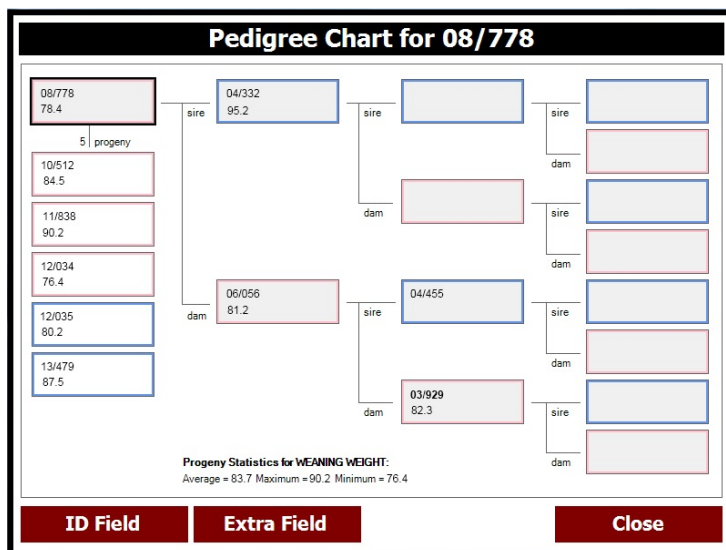 Pedigree Chart for 08/778
08/778
78.4
5 progeny
10/512
84.5
11/838
90.2
12/034
76.4
12/035
80.2
13/479
87.5
sire
04/332
95.2
dam
06/056
81.2
sire
dam
sire
04/455
dam
03/929
82.3
sire
dam
sire
dam
sire
dam
sire
dam
Progeny Statistics for WEANING WEIGHT:
Average = 83.7 Maximum = 90.2 Minimum = 76.4
ID Field
Extra Field
Close